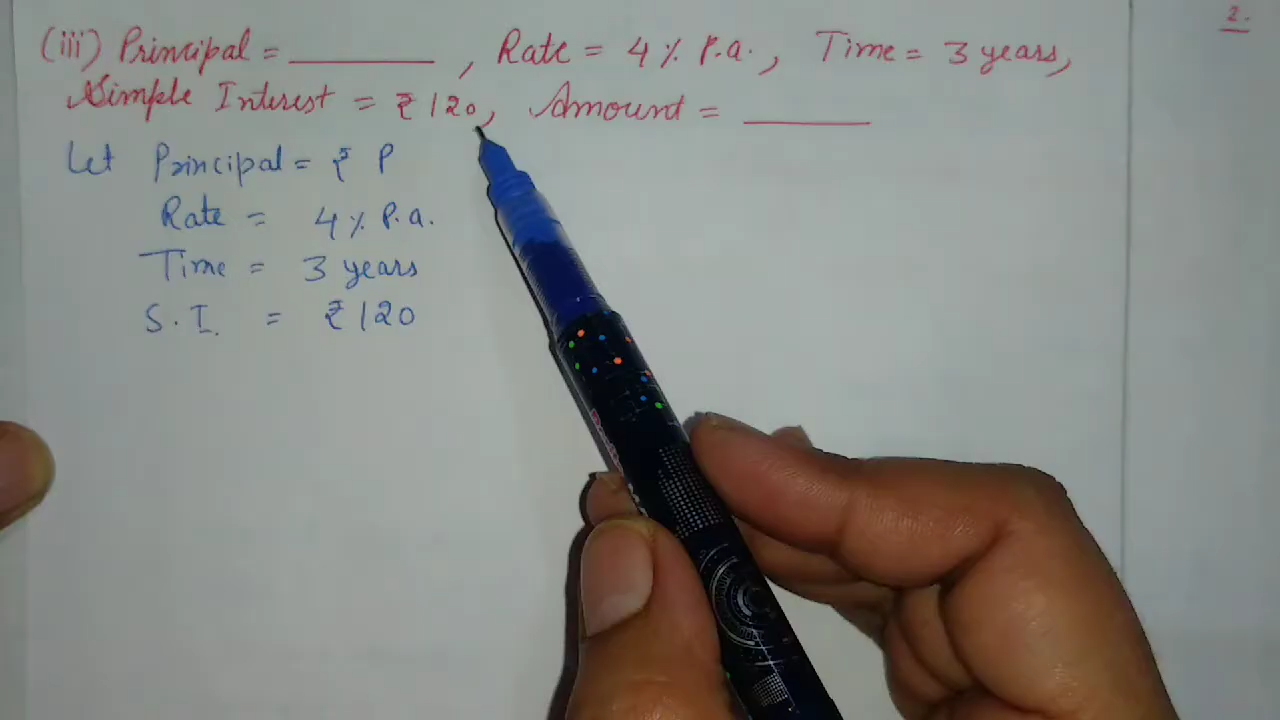 (iii) Principal = ________, Rate = 4% P.a., Time = 3 years,
Simple Interest = ₹ 120, Amount = ________
Let Principal = ₹ P
Rate = 4% P.a.
Time = 3 years
S.I. = ₹ 120
2.